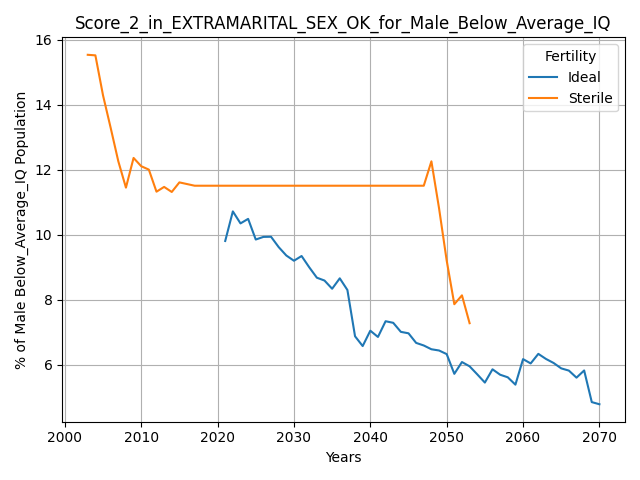 Score_2_in_EXTRAMARITAL_SEX_OK_for_Male_Below_Average_IQ
% of Male Below_Average_IQ Population
16
14
12
10
8
6
Fertility
Ideal
Sterile
2000 2010 2020 2030 2040 2050 2060 2070
Years